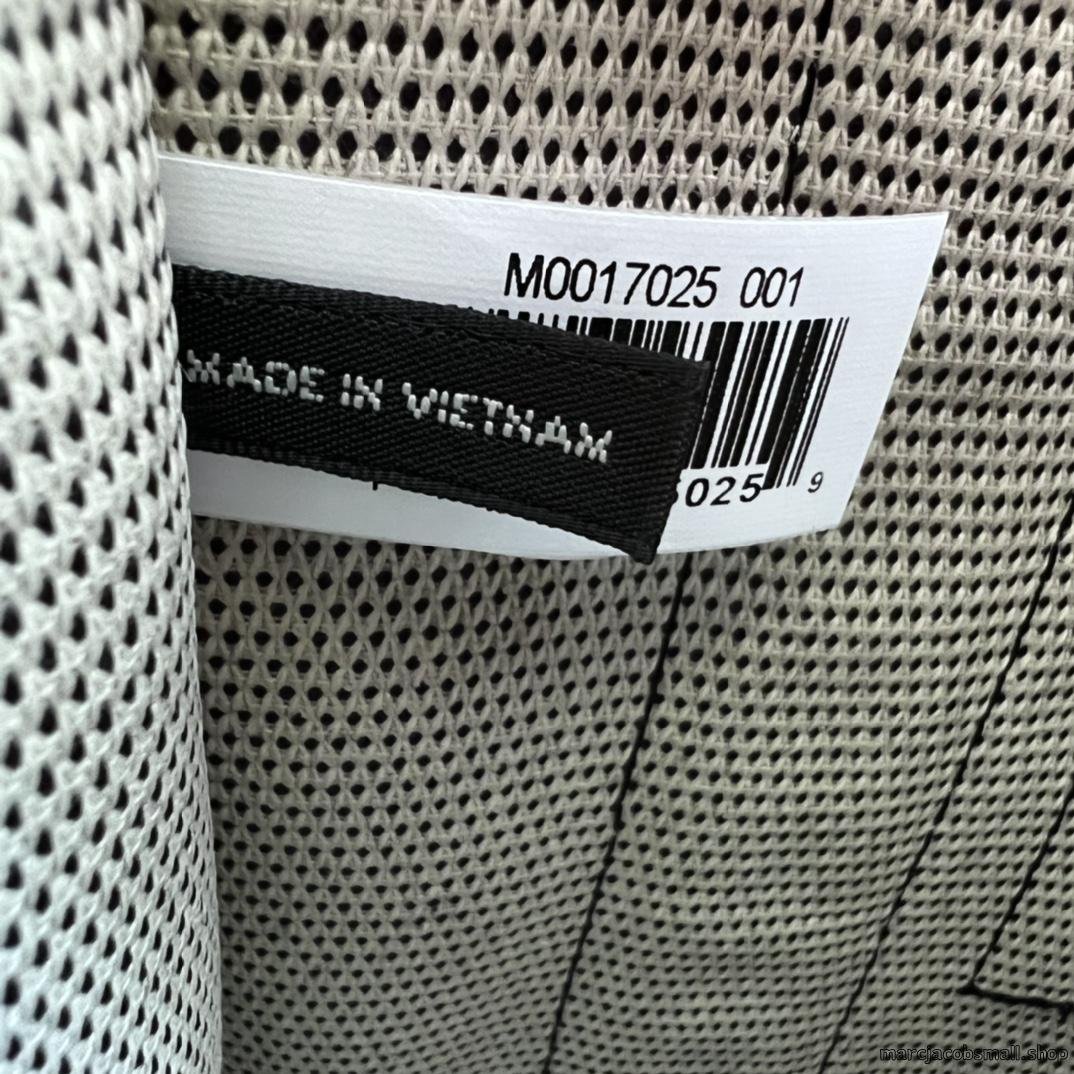 M0017025 001
MADE IN VIETNAM
025
9
marcjacobsmall.shop